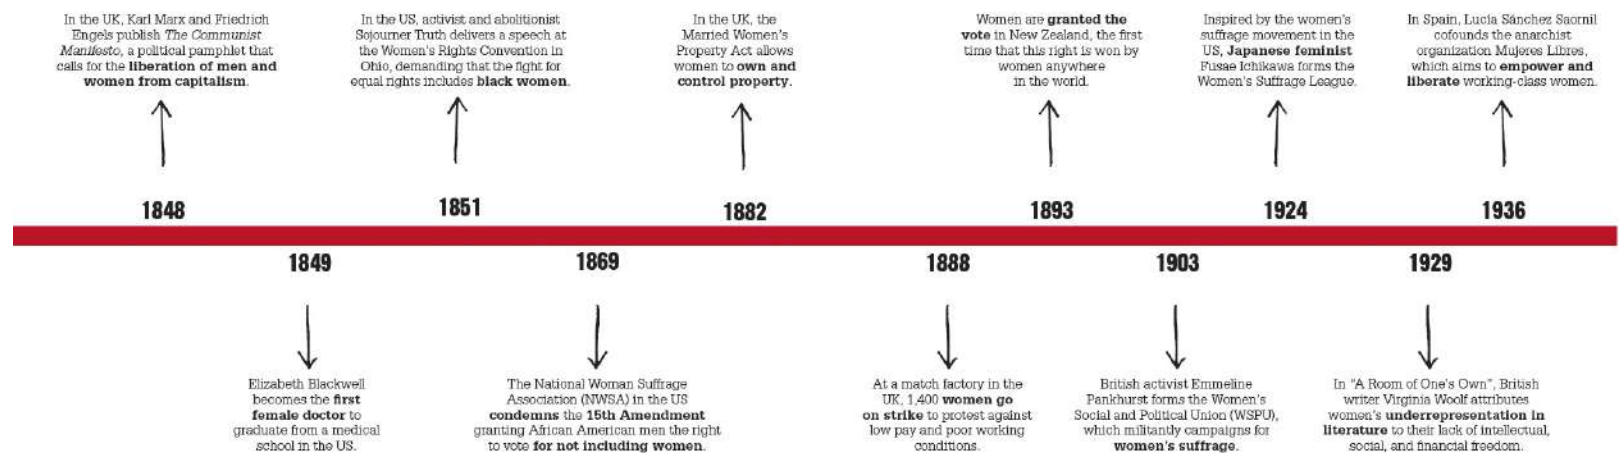 In the UK, Karl Marx and Friedrich
Engels publish The Communist
Manifesto, a political pamphlet that
calls for the liberation of men and
women from capitalism.
1848
1849
Elizabeth Blackwell
becomes the first
female doctor to
graduate from a medical
school in the US.
In the US, activist and abolitionist
Sojourner Truth delivers a speech at
the Women's Rights Convention in
Ohio, demanding that the fight for
equal rights includes black women.
1851
1869
The National Woman Suffrage
Association (NWSA) in the US
condemns the 15th Amendment
granting African American men the right
to vote for not including women.
In the UK, the
Married Women's
Property Act allows
women to own and
control property.
1882
1888
At a match factory in the
UK, 1,400 women go
on strike to protest against
low pay and poor working
conditions.
Women are granted the
vote in New Zealand, the first
time that this right is won by
women anywhere
in the world.
1893
1903
British activist Emmeline
Pankhurst forms the Women's
Social and Political Union (WSPU),
which militantly campaigns for
women's suffrage.
Inspired by the women's
suffrage movement in the
US, Japanese feminist
Fusae Ichikawa forms the
Women's Suffrage League.
1924
1929
In "A Room of One's Own", British
writer Virginia Woolf attributes
women's underrepresentation in
literature to their lack of intellectual,
social, and financial freedom.
In Spain, Lucía Sánchez Saornil
cofounds the anarchist
organization Mujeres Libres,
which aims to empower and
liberate working-class women.
1936